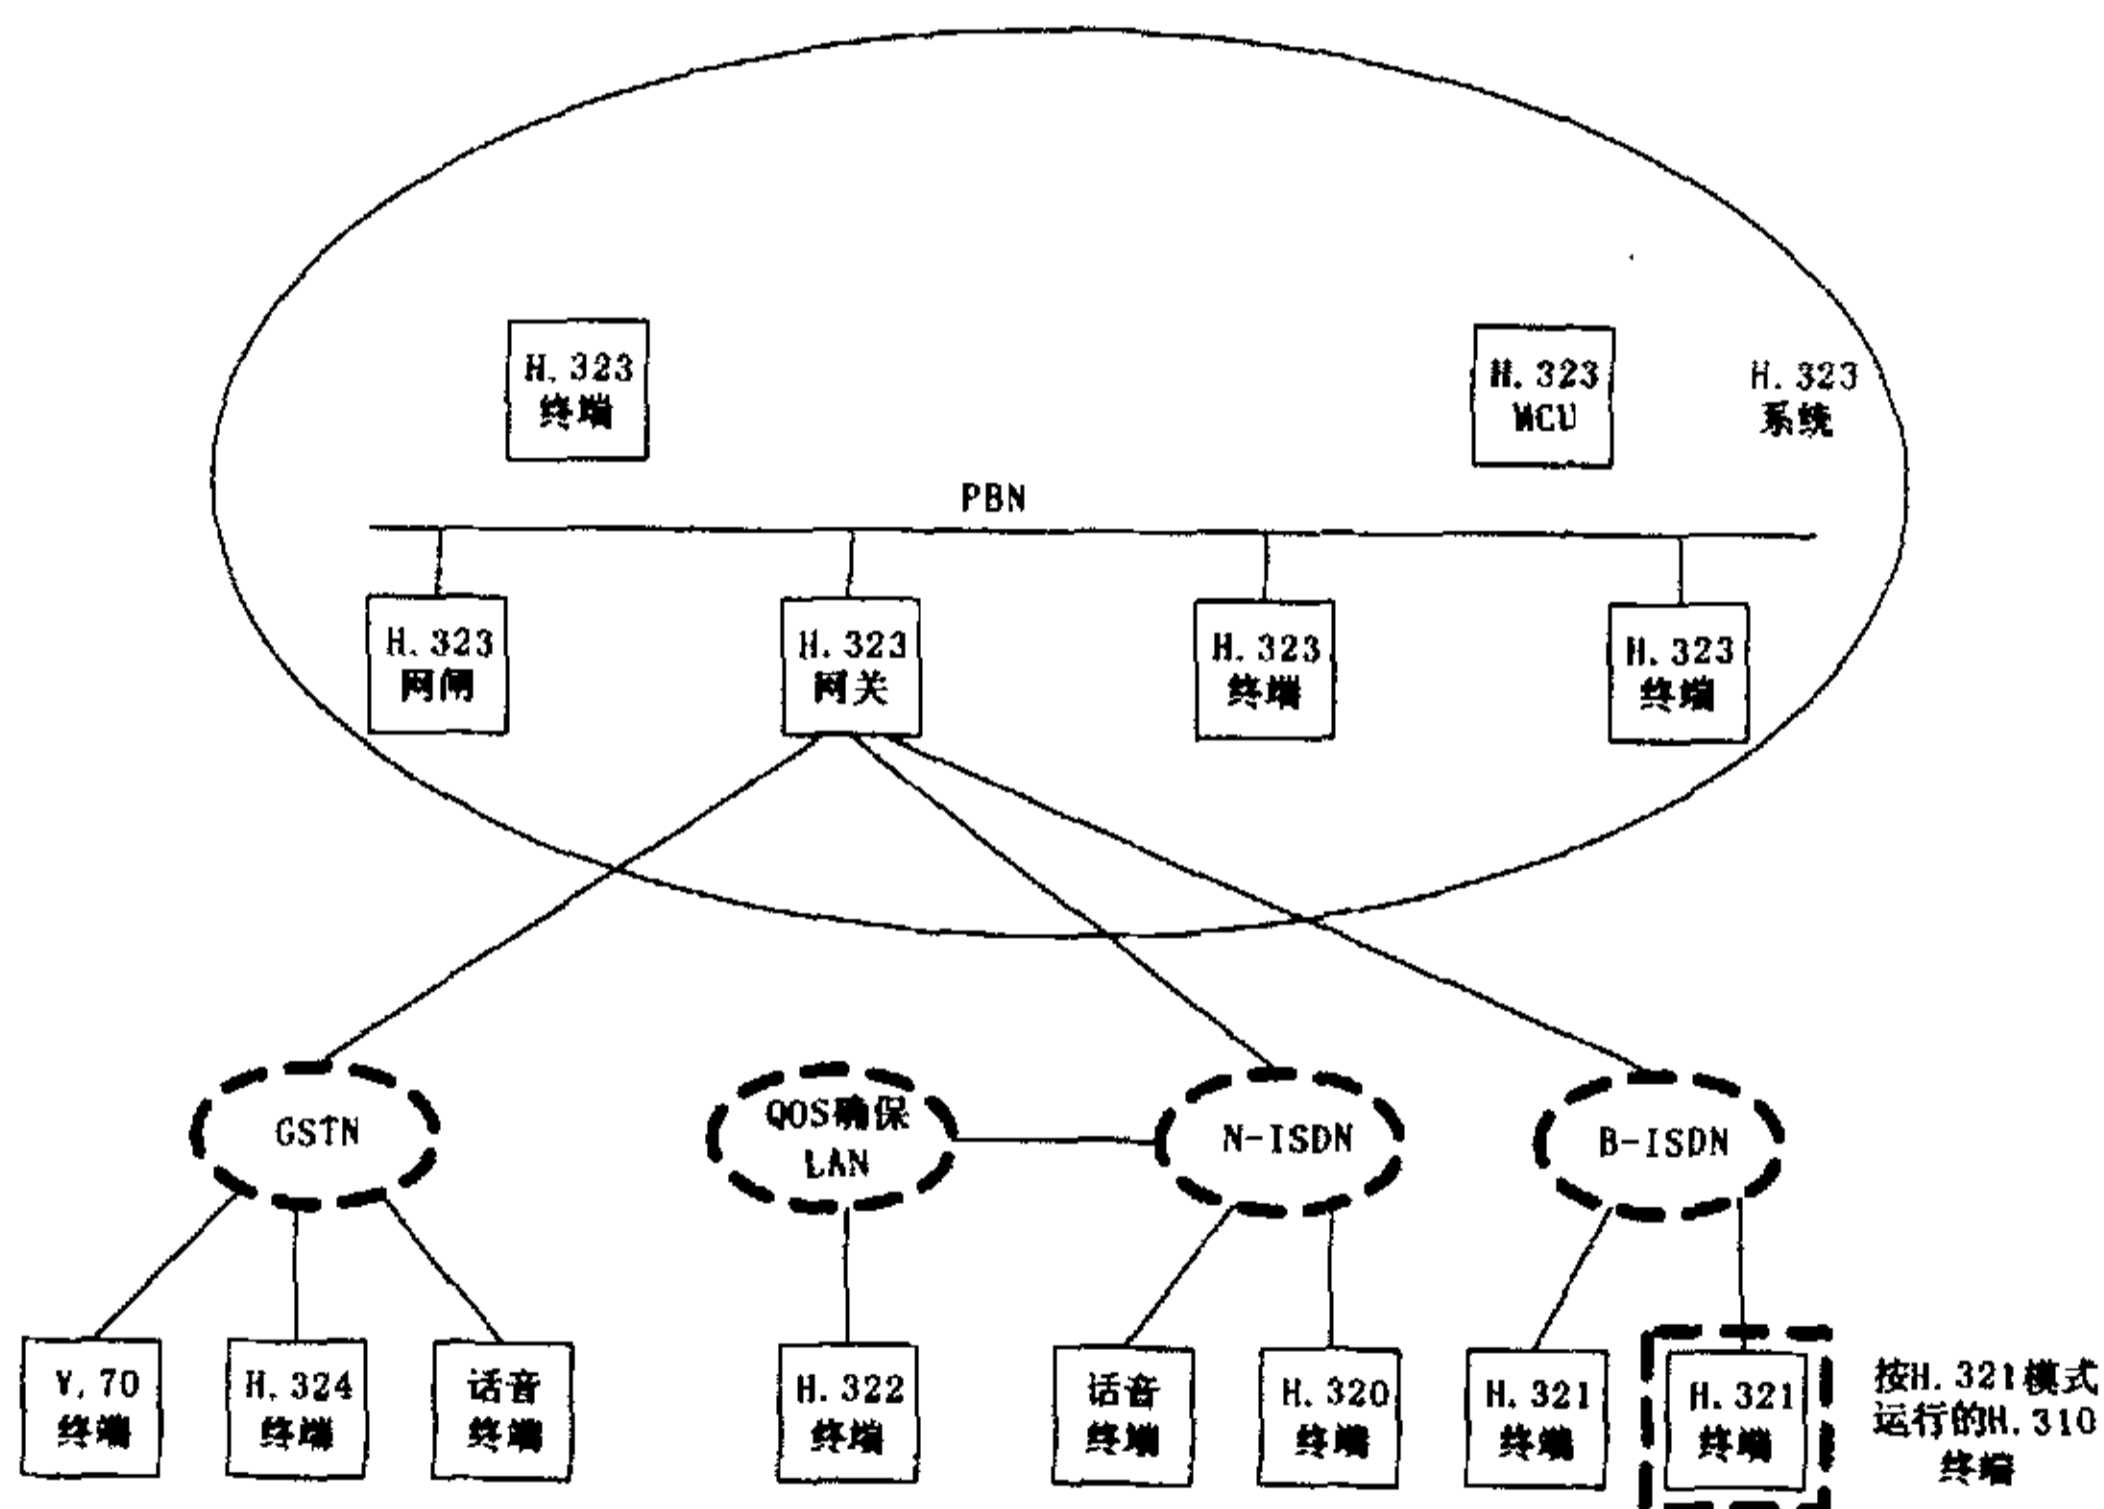 H.323
终端
H.323
MCU
H.323
系统
PBN
H.323
网闸
H.323
网关
H.323
终端
H.323
终端
GSTN
QOS确保
LAN
N-ISDN
B-ISDN
V.70
终端
H.324
终端
话音
终端
H.322
终端
话音
终端
H.320
终端
H.321
终端
H.321
终端
按H.321模式
运行的H.310
终端